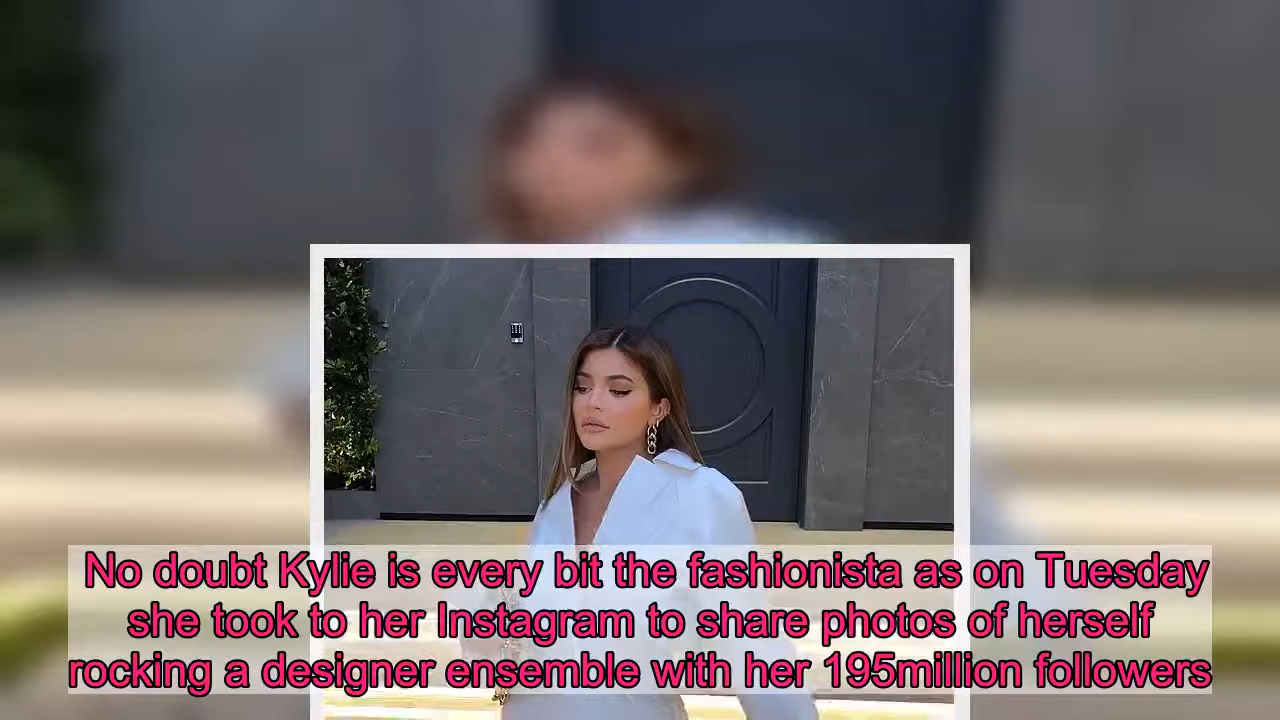 No doubt Kylie is every bit the fashionista as on Tuesday
she took to her Instagram to share photos of herself
rocking a designer ensemble with her 195million followers